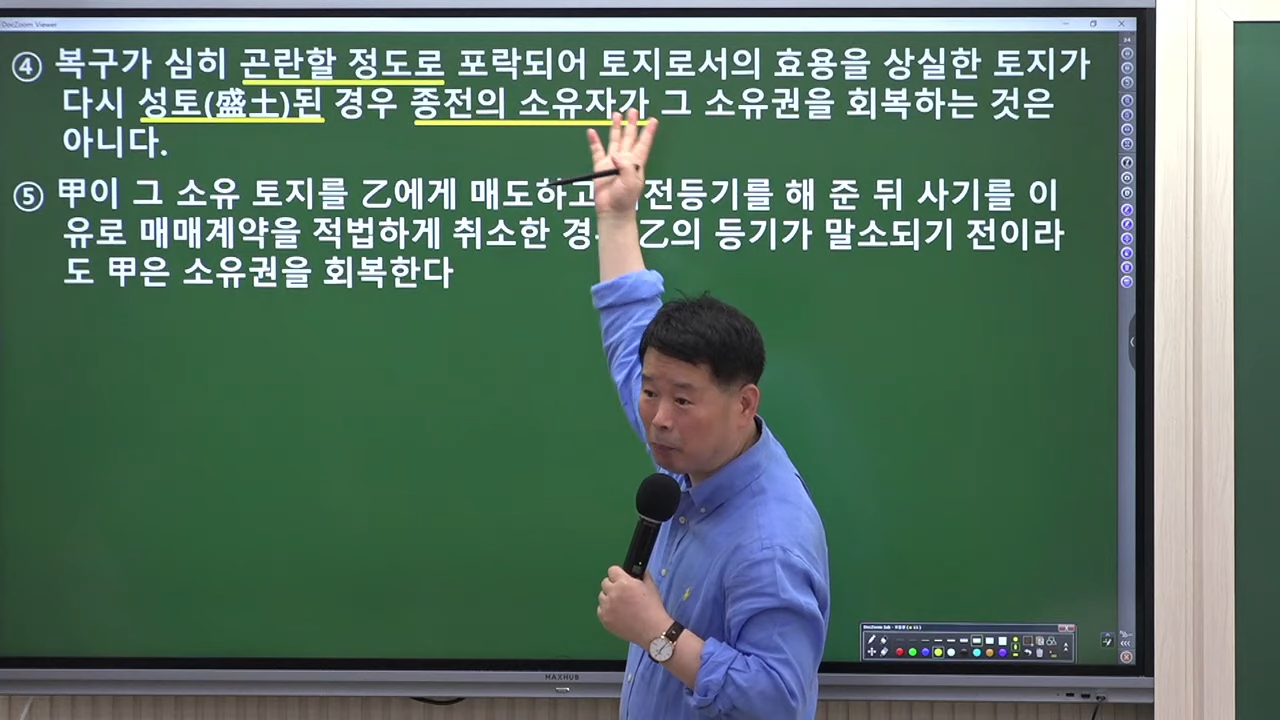 DocZoom Viewer
④ 복구가 심히 곤란할 정도로 포락되어 토지로서의 효용을 상실한 토지가
다시 성토(盛土)된 경우 종전의 소유자가 그 소유권을 회복하는 것은
아니다.
⑤ 甲이 그 소유 토지를 乙에게 매도하고 전등기를 해 준 뒤 사기를 이
유로 매매계약을 적법하게 취소한 乙의 등기가 말소되기 전이라
도 甲은 소유권을 회복한다
MAXHUB